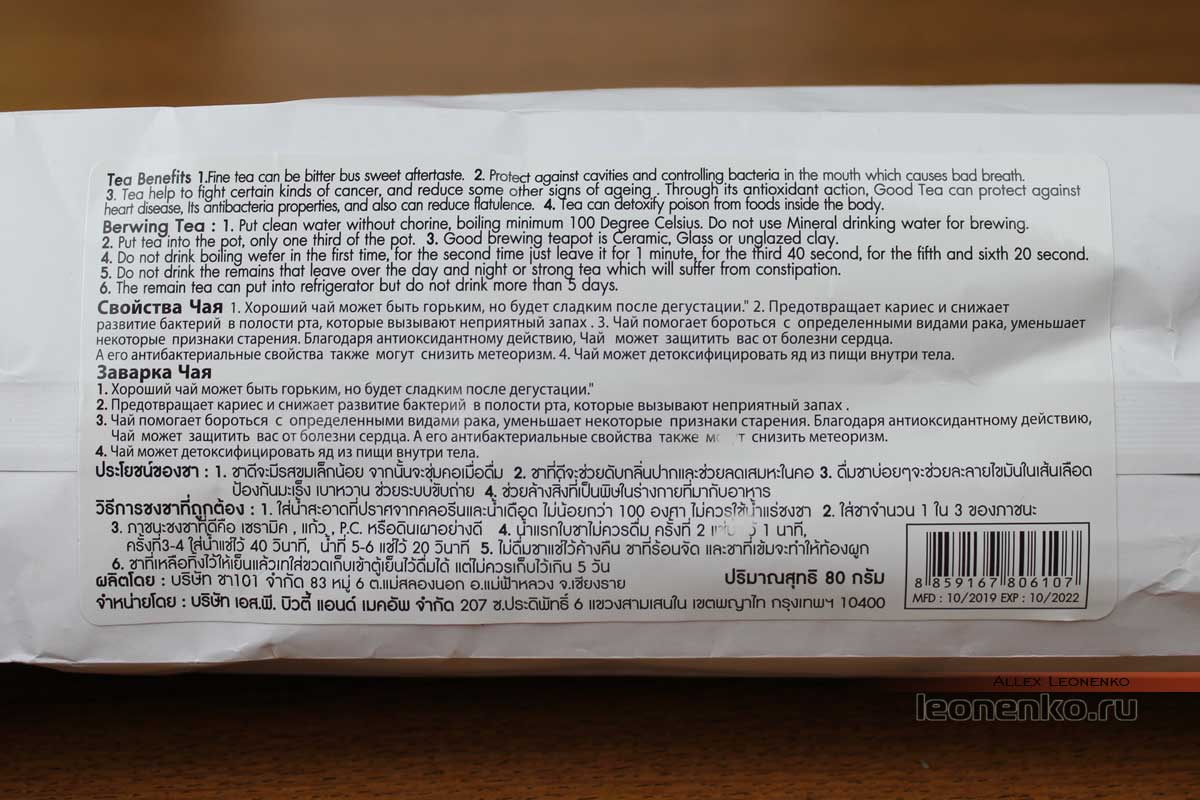 Tea Benefits 1.Fine tea can be bitter bus sweet aftertaste. 2. Protect against cavities and controlling bacteria in the mouth which causes bad breath.
3. Tea help to fight certain kinds of cancer, and reduce some other signs of ageing . Through its antioxidant action, Good Tea can protect against
heart disease, Its antibacteria properties, and also can reduce flatulence. 4. Tea can detoxify poison from foods inside the body.
Berwing Tea : 1. Put clean water without chorine, boiling minimum 100 Degree Celsius. Do not use Mineral drinking water for brewing.
2. Put tea into the pot, only one third of the pot. 3. Good brewing teapot is Ceramic, Glass or unglazed clay.
4. Do not drink boiling wefer in the first time, for the second time just leave it for 1 minute, for the third 40 second, for the fifth and sixth 20 second.
5. Do not drink the remains that leave over the day and night or strong tea which will suffer from constipation.
6. The remain tea can put into refrigerator but do not drink more than 5 days.
Свойства Чая 1. Хороший чай может быть горьким, но будет сладким после дегустации." 2. Предотвращает кариес и снижает
развитие бактерий в полости рта, которые вызывают неприятный запах . 3. Чай помогает бороться с определенными видами рака, уменьшает
некоторые признаки старения. Благодаря антиоксидантному действию, Чай может защитить вас от болезни сердца.
А его антибактериальные свойства также могут снизить метеоризм. 4. Чай может детоксифицировать яд из пищи внутри тела.
Заварка Чая
1. Хороший чай может быть горьким, но будет сладким после дегустации."
2. Предотвращает кариес и снижает развитие бактерий в полости рта, которые вызывают неприятный запах .
3. Чай помогает бороться с определенными видами рака, уменьшает некоторые признаки старения. Благодаря антиоксидантному действию,
Чай может защитить вас от болезни сердца. А его антибактериальные свойства также снизить метеоризм.
4. Чай может детоксифицировать яд из пищи внутри тела.
ประโยชน์ของชา : 1. ชาดีจะมีรสขมเล็กน้อย จากนั้นจะชุ่มคอเมื่อดื่ม 2. ชาที่ดีจะช่วยดับกลิ่นปากและช่วยลดเสมหะในคอ 3. ดื่มชาบ่อยๆจะช่วยละลายไขมันในเส้นเลือด
ป้องกันมะเร็ง เบาหวาน ช่วยระบบขับถ่าย 4. ช่วยล้างสิ่งที่เป็นพิษในร่างกายที่มากับอาหาร
วิธีการชงชาที่ถูกต้อง : 1. ใส่น้ำสะอาดที่ปราศจากคลอรีนและน้ำเดือด ไม่น้อยกว่า 100 องศา ไม่ควรใช้น้ำแร่ชงชา 2. ใส่ชาจำนวน 1 ใน 3 ของภาชนะ
3. ภาชนะชงชาที่ดีคือ เซรามิค , แก้ว , P.C. หรือดินเผาอย่างดี 4. น้ำแรกใบชาไม่ควรดื่ม ครั้งที่ 2 1 นาที,
ครั้งที่3-4 ใส่น้ำแช่ไว้ 40 วินาที, น้ำที่ 5-6 แช่ไว้ 20 วินาที 5. ไม่ดื่มชาแช่ไว้ค้างคืน ชาที่ร้อนจัด และชาที่เข้มจะทำให้ท้องผูก
6. ชาที่เหลือทิ้งไว้ให้เย็นแล้วเทใส่ขวดเก็บเข้าตู้เย็นไว้ดื่มได้ แต่ไม่ควรเก็บไว้เกิน 5 วัน
ผลิตโดย : บริษัท ชา101 จำกัด 83 หมู่ 6 ต.แม่สลองนอก อ.แม่ฟ้าหลวง จ.เชียงราย
ปริมาณสุทธิ 80 กรัม
จำหน่ายโดย : บริษัท เอส.พี. บิวตี้ แอนด์ เมคอัพ จำกัด 207 ซ.ประดิพัทธิ์ 6 แขวงสามเสนใน เขตพญาไท กรุงเทพฯ 10400
8 859167 806107
MFD : 10/2019 EXP : 10/2022
Allex Leonenko
leonenko.ru